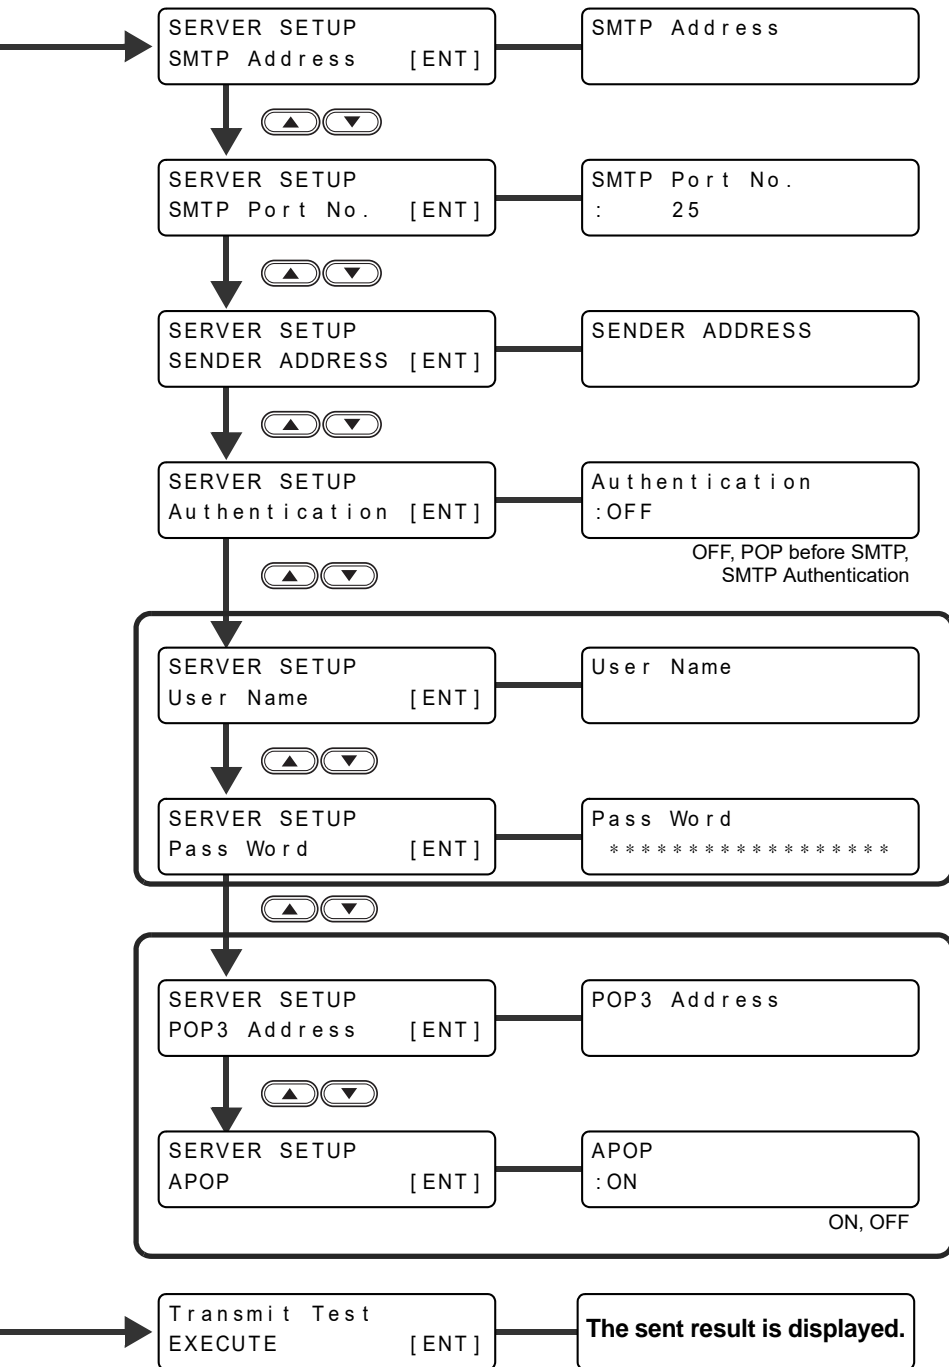 SERVER SETUP
SMTP Address [ENT]
SMTP Address
SERVER SETUP
SMTP Port No. [ENT]
SMTP Port No.
: 25
SERVER SETUP
SENDER ADDRESS [ENT]
SENDER ADDRESS
SERVER SETUP
Authentication [ENT]
Authentication
:OFF
OFF, POP before SMTP,
SMTP Authentication
SERVER SETUP
User Name [ENT]
User Name
SERVER SETUP
Pass Word [ENT]
Pass Word
******************
SERVER SETUP
POP3 Address [ENT]
POP3 Address
SERVER SETUP
APOP [ENT]
APOP
:ON
ON, OFF
Transmit Test
EXECUTE [ENT]
The sent result is displayed.